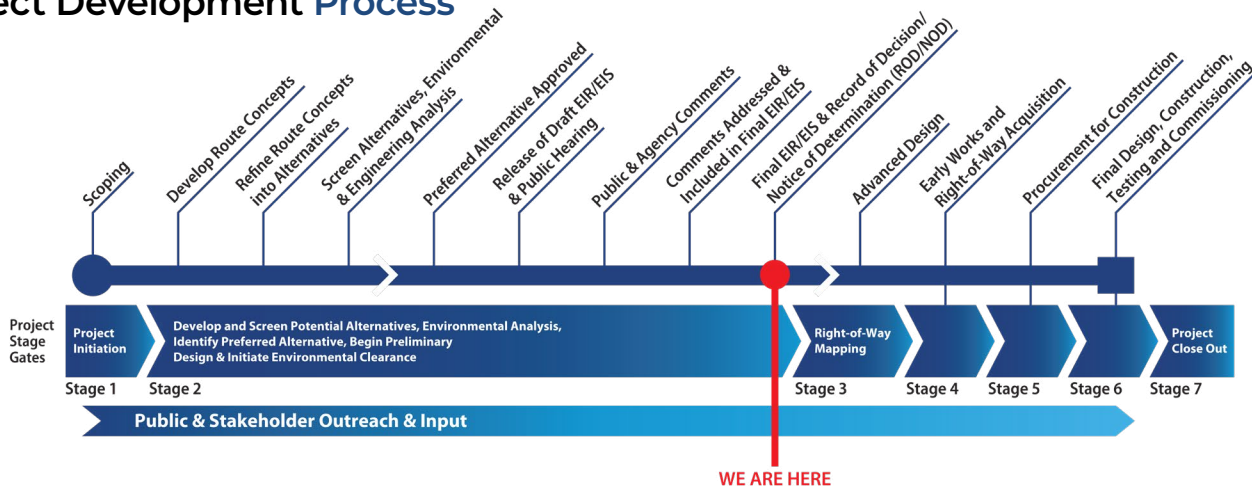 ect Development Process
Scoping
Develop Route Concepts
Refine Route Concepts
into Alternatives
Screen Alternatives, Environmental
& Engineering Analysis
Preferred Alternative Approved
Release of Draft EIR/EIS
& Public Hearing
Public & Agency Comments
Comments Addressed &
Included in Final EIR/EIS
Final EIR/EIS & Record of Decision/
Notice of Determination (ROD/NOD)
Advanced Design
Early Works and
Right-of-Way Acquisition
Procurement for Construction
Final Design, Construction,
Testing and Commissioning
Project
Stage
Gates
Project
Initiation
Develop and Screen Potential Alternatives, Environmental Analysis,
Identify Preferred Alternative, Begin Preliminary
Design & Initiate Environmental Clearance
Right-of-Way
Mapping
Project
Close Out
Stage 1
Stage 2
Stage 3
Stage 4
Stage 5
Stage 6
Stage 7
Public & Stakeholder Outreach & Input
WE ARE HERE